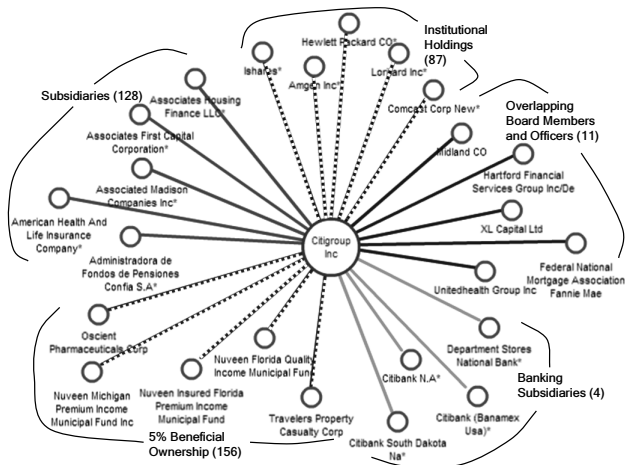 Institutional
Holdings
(87)
Hewlett Packard CO*
Ishares*
Amgen Inc*
Lorillard Inc*
Comcast Corp New*
Subsidiaries (128)
Associates Housing
Finance LLC*
Associates First Capital
Corporation*
Associated Madison
Companies Inc*
American Health And
Life Insurance
Company*
Administradora de
Fondos de Pensiones
Confia S.A*
Overlapping
Board Members
and Officers (11)
Midland CO
Hartford Financial
Services Group Inc/De
XL Capital Ltd
Federal National
Mortgage Association
Fannie Mae
Unitedhealth Group Inc
Citigroup
Inc
Oscient
Pharmaceuticals Corp
Nuveen Michigan
Premium Income
Municipal Fund Inc
Nuveen Insured Florida
Premium Income
Municipal Fund
Nuveen Florida Quality
Income Municipal Fund
Travelers Property
Casualty Corp
5% Beneficial
Ownership (156)
Department Stores
National Bank*
Citibank N.A*
Citibank (Banamex
Usa)*
Citibank South Dakota
Na*
Banking
Subsidiaries (4)